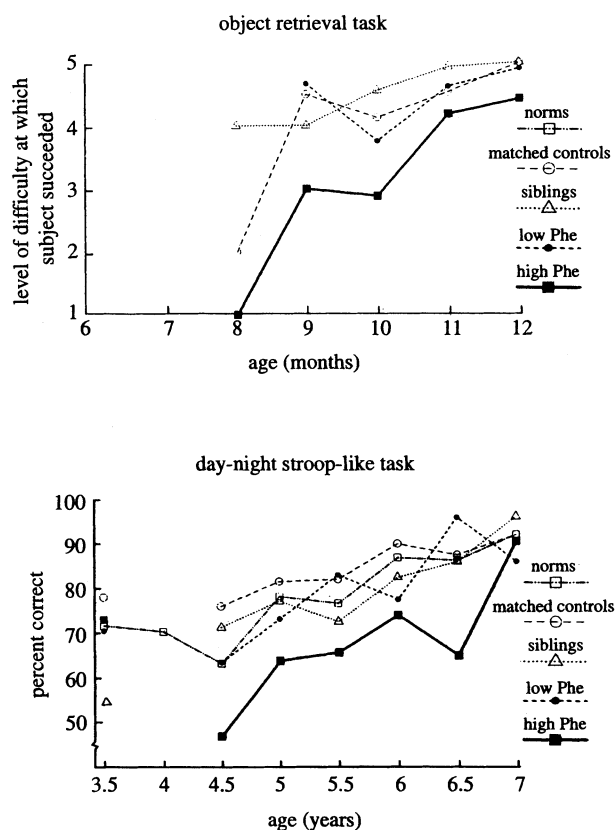 object retrieval task
level of difficulty at which
subject succeeded
5
4
3
2
1
6 7 8 9 10 11 12
age (months)
norms
matched controls
siblings
low Phe
high Phe
day-night stroop-like task
percent correct
100
90
80
70
60
50
3.5 4 4.5 5 5.5 6 6.5 7
age (years)
norms
matched controls
siblings
low Phe
high Phe